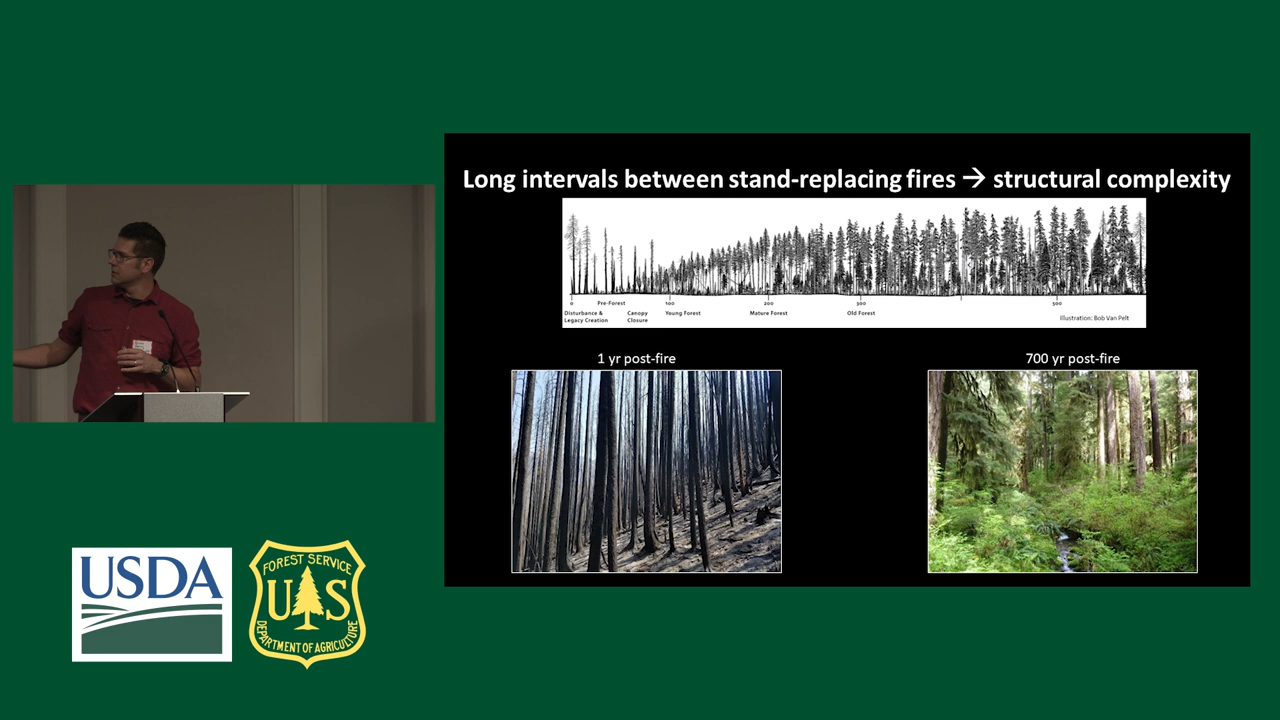 Long intervals between stand-replacing fires → structural complexity
0 100 200 300 500
Pre-Forest
Disturbance & Legacy Creation
Canopy Closure
Young Forest
Mature Forest
Old Forest
Illustration: Bob Van Pelt
1 yr post-fire
700 yr post-fire
USDA
FOREST SERVICE
U S
DEPARTMENT OF AGRICULTURE